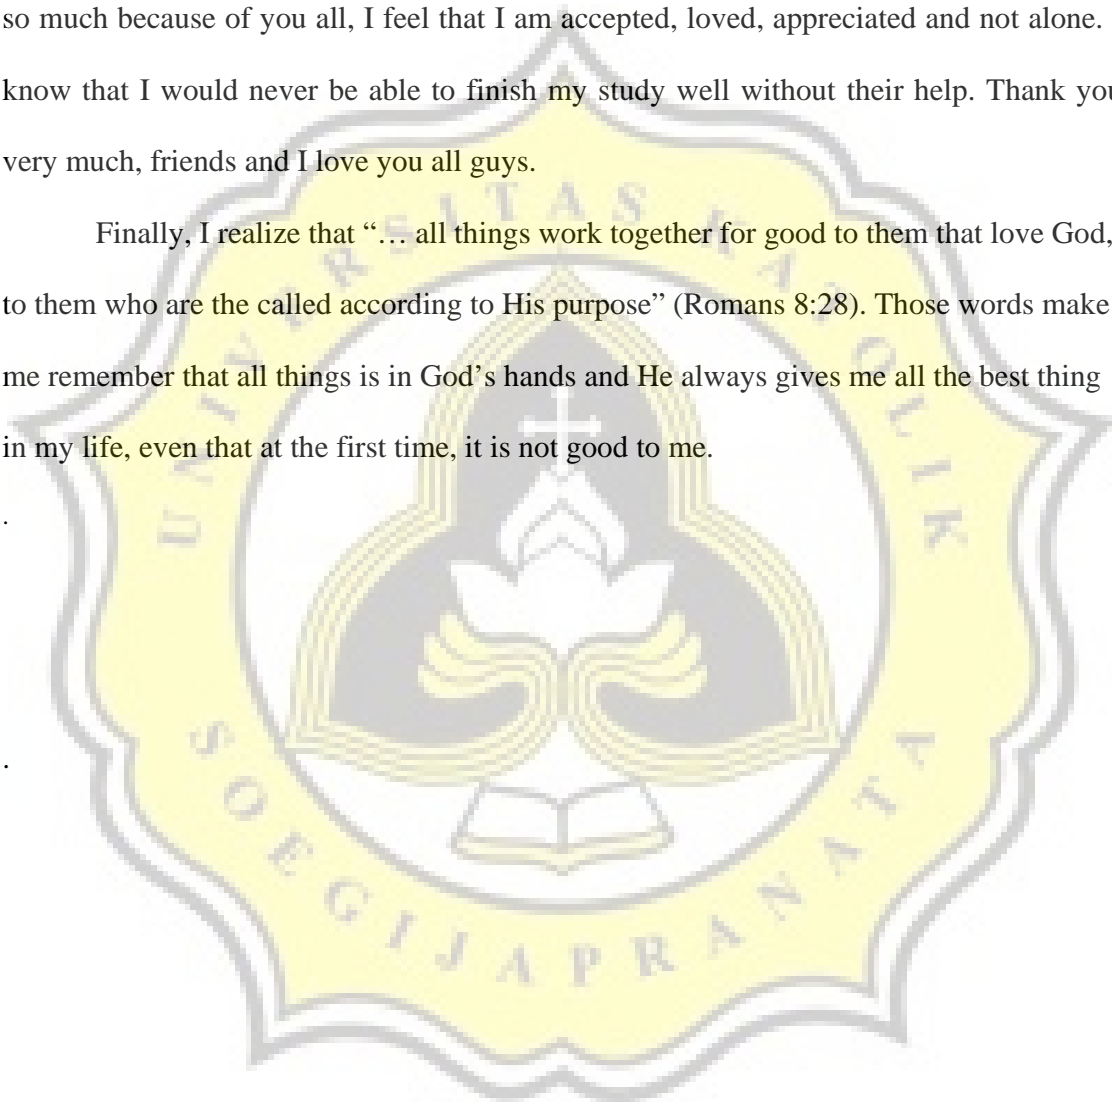 so much because of you all, I feel that I am accepted, loved, appreciated and not alone.
know that I would never be able to finish my study well without their help. Thank you
very much, friends and I love you all guys.
Finally, I realize that “… all things work together for good to them that love God,
to them who are the called according to His purpose” (Romans 8:28). Those words make
me remember that all things is in God’s hands and He always gives me all the best thing
in my life, even that at the first time, it is not good to me.
.
.
UNIVERSITAS KATOLIK
SOEGIJAPRANATA